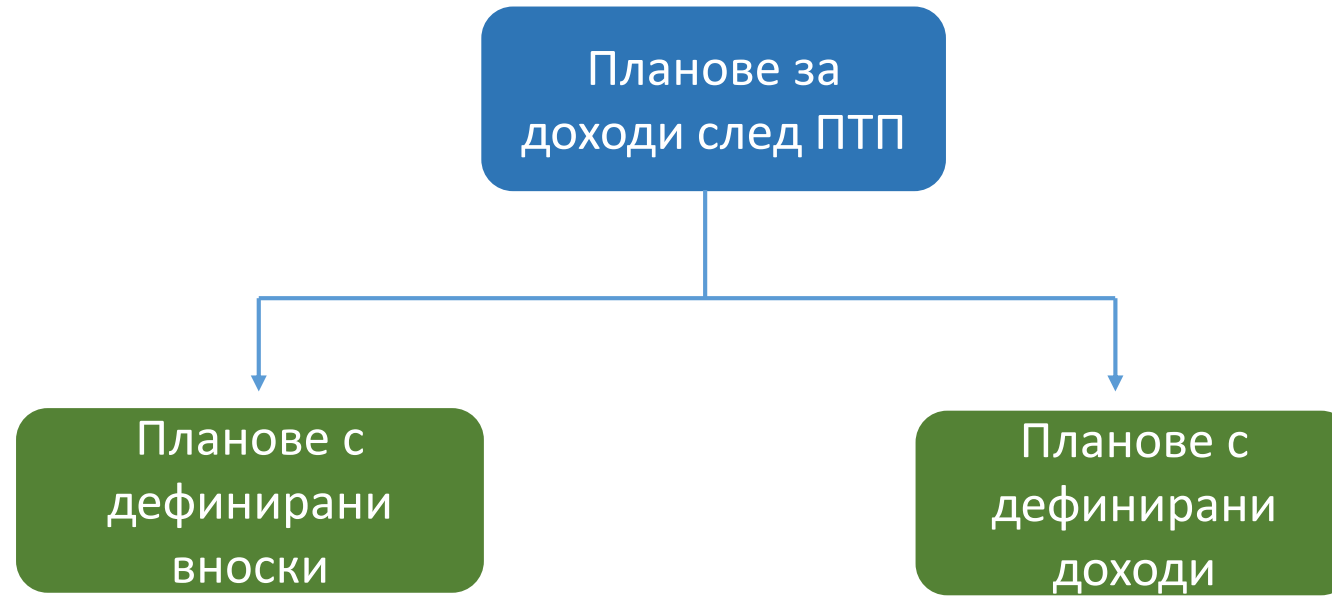 Планове за
доходи след ПТП
Планове с
дефинирани
вноски
Планове с
дефинирани
доходи